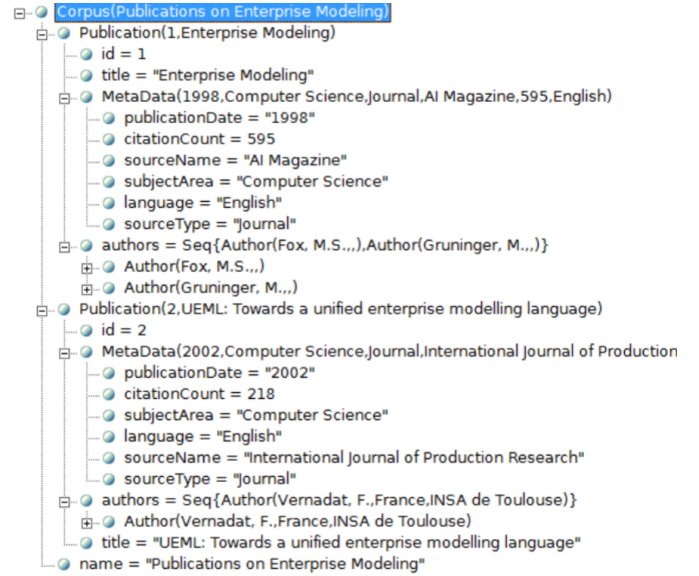 Corpus(Publications on Enterprise Modeling)
Publication(1,Enterprise Modeling)
id = 1
title = "Enterprise Modeling"
MetaData(1998,Computer Science,Journal,AI Magazine,595,English)
publicationDate = "1998"
citationCount = 595
sourceName = "AI Magazine"
subjectArea = "Computer Science"
language = "English"
sourceType = "Journal"
authors = Seq{Author(Fox, M.S.,,),Author(Gruninger, M.,,)}
Author(Fox, M.S.,,)
Author(Gruninger, M.,,)
Publication(2,UEML: Towards a unified enterprise modelling language)
id = 2
MetaData(2002,Computer Science,Journal,International Journal of Production
publicationDate = "2002"
citationCount = 218
subjectArea = "Computer Science"
language = "English"
sourceName = "International Journal of Production Research"
sourceType = "Journal"
authors = Seq{Author(Vernadat, F.,France,INSA de Toulouse)}
Author(Vernadat, F.,France,INSA de Toulouse)
title = "UEML: Towards a unified enterprise modelling language"
name = "Publications on Enterprise Modeling"